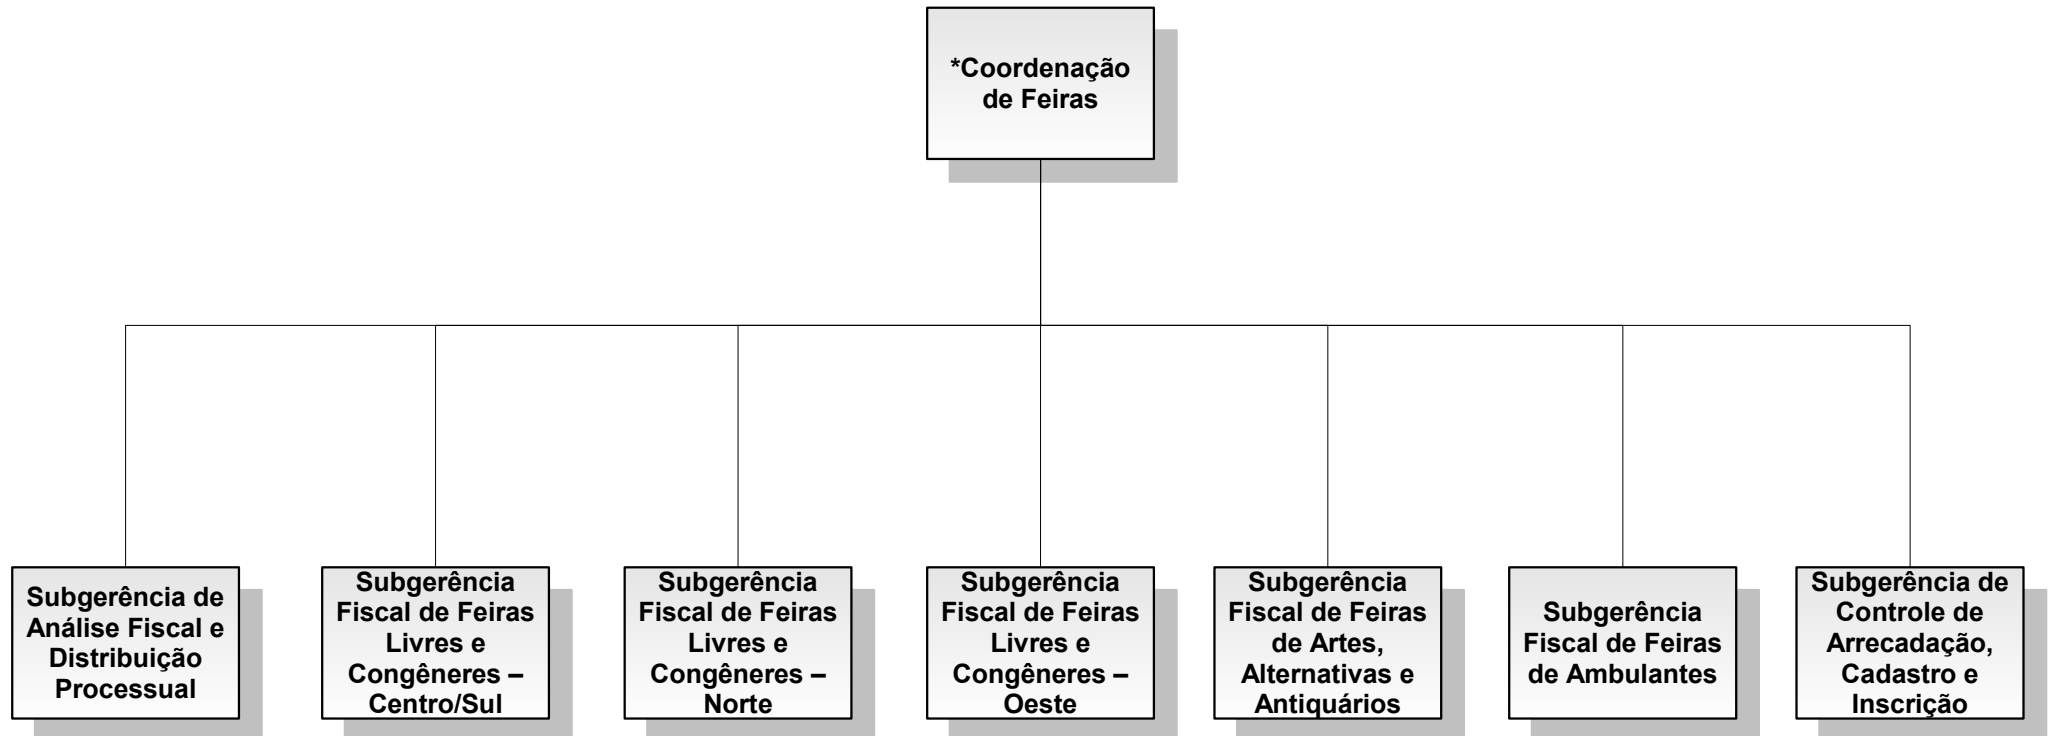 *Coordenação
de Feiras
Subgerência de
Análise Fiscal e
Distribuição
Processual
Subgerência
Fiscal de Feiras
Livres e
Congêneres –
Centro/Sul
Subgerência
Fiscal de Feiras
Livres e
Congêneres –
Norte
Subgerência
Fiscal de Feiras
Livres e
Congêneres –
Oeste
Subgerência
Fiscal de Feiras
de Artes,
Alternativas e
Antiquários
Subgerência
Fiscal de Feiras
de Ambulantes
Subgerência de
Controle de
Arrecadação,
Cadastro e
Inscrição